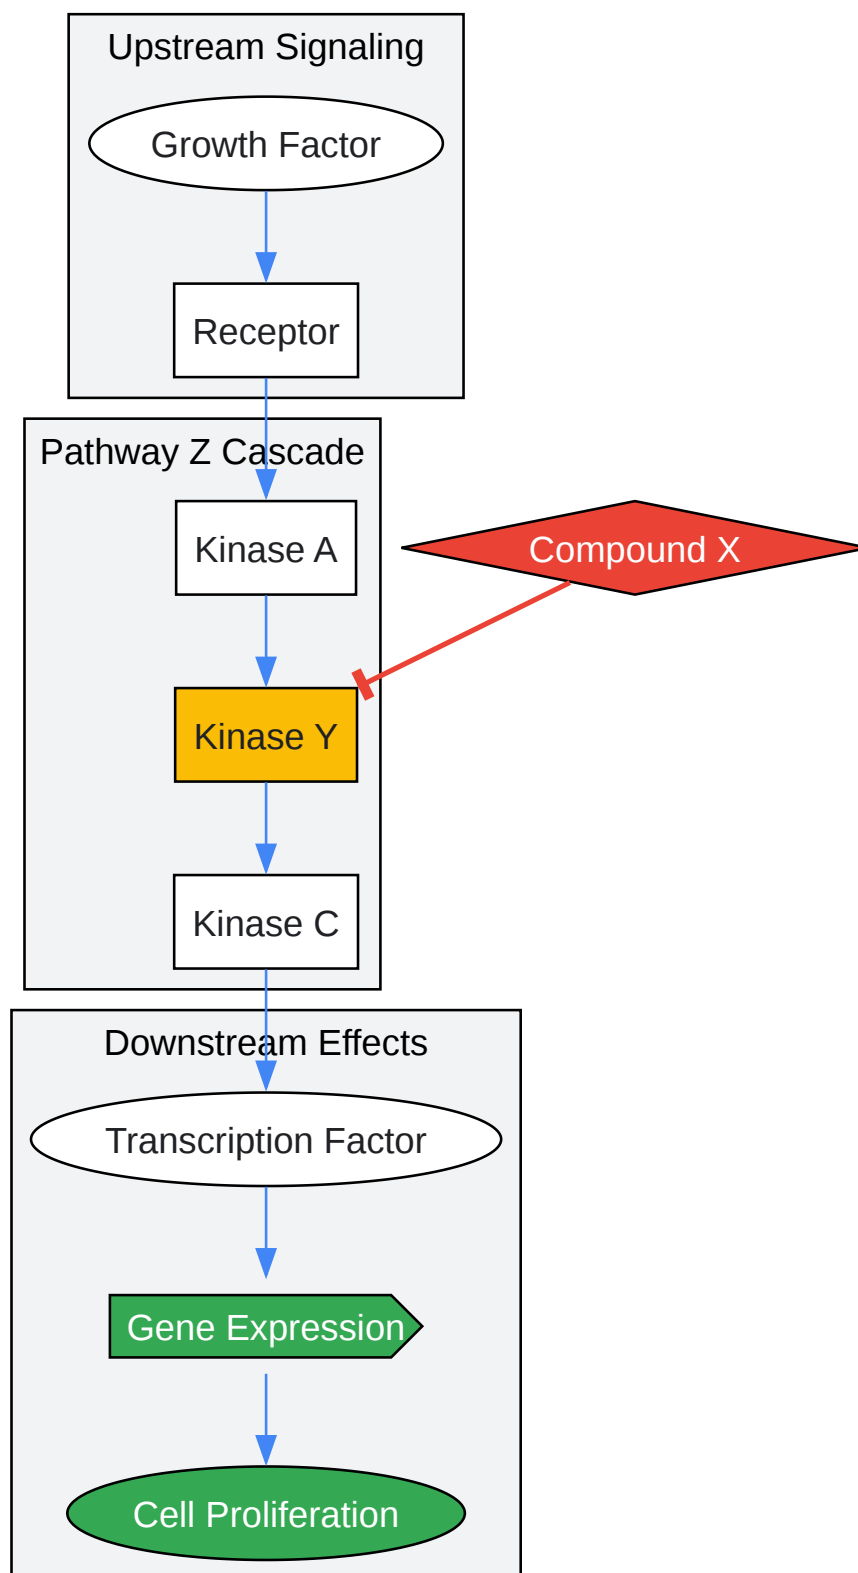 Upstream Signaling
Growth Factor
Receptor
Pathway Z Cascade
Kinase A
Compound X
Kinase Y
Kinase C
Downstream Effects
Transcription Factor
Gene Expression
Cell Proliferation